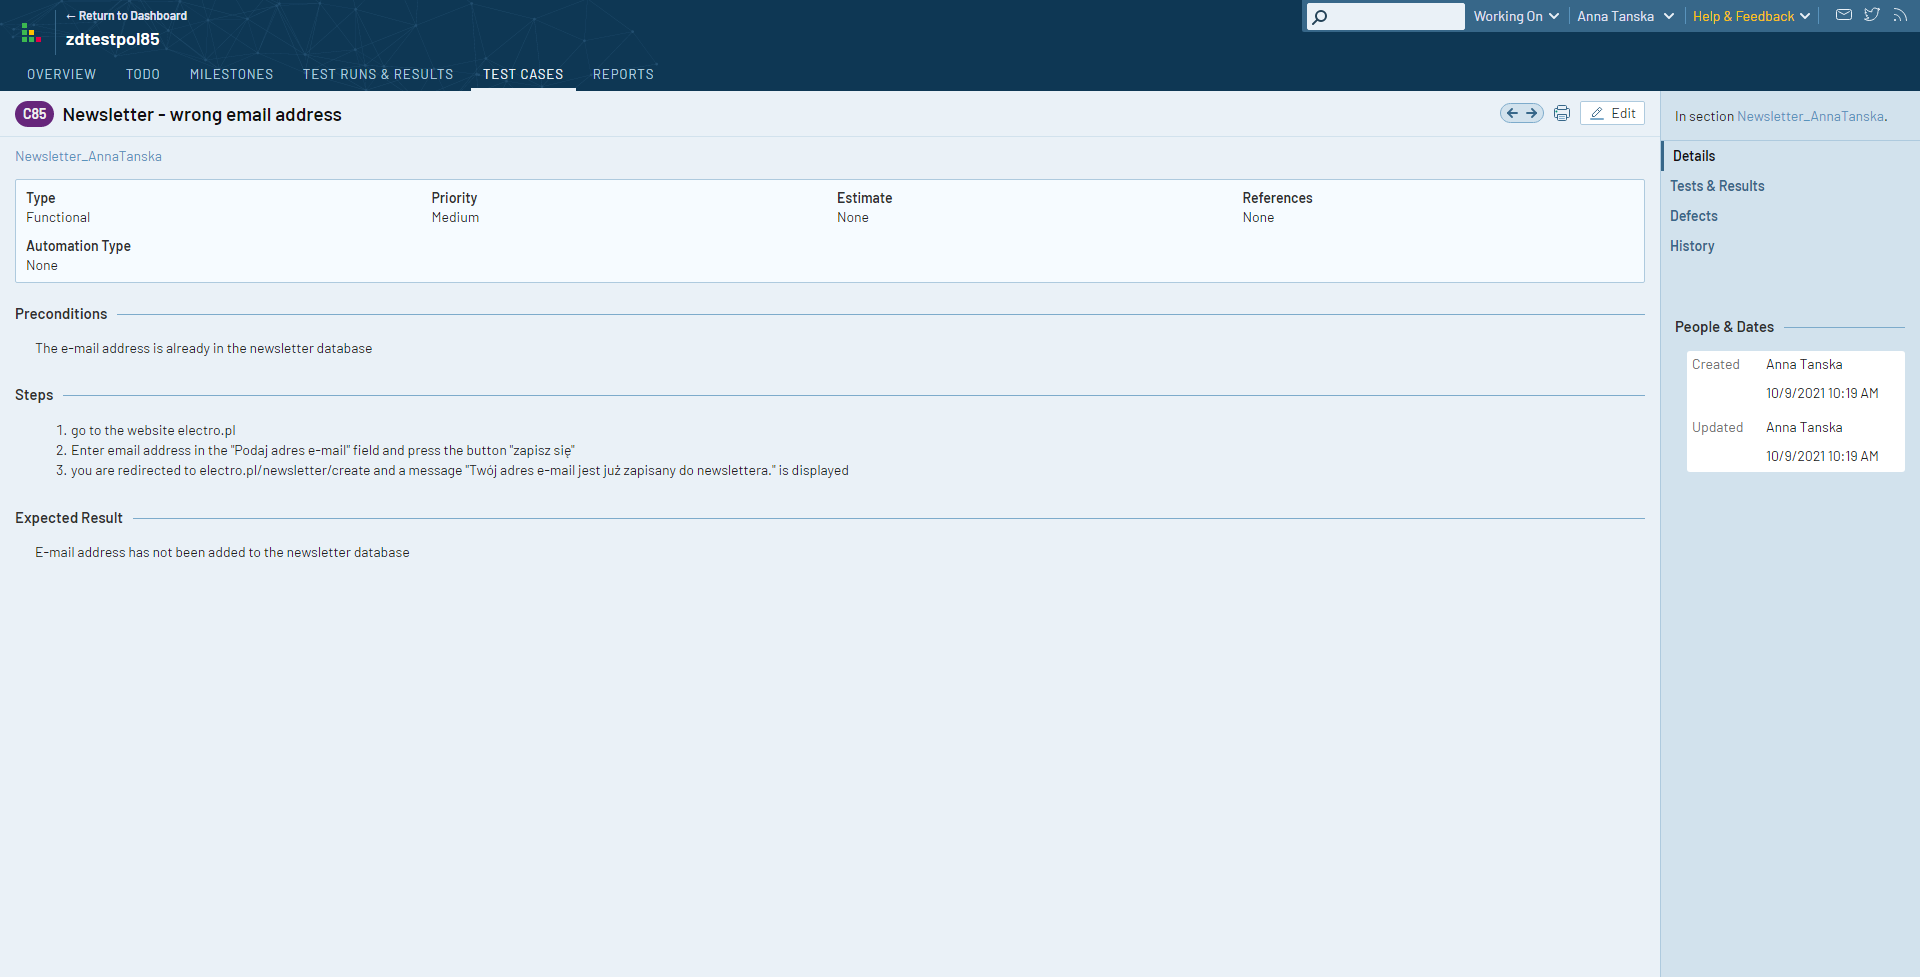 ← Return to Dashboard
zdtestpol85
Working On
Anna Tanska
Help & Feedback
OVERVIEW TODO MILESTONES TEST RUNS & RESULTS TEST CASES REPORTS
C85 Newsletter - wrong email address
Edit
Newsletter_AnnaTanska
Type Priority Estimate References
Functional Medium None None
Automation Type
None
Preconditions
The e-mail address is already in the newsletter database
Steps
1. go to the website electro.pl
2. Enter email address in the "Podaj adres e-mail" field and press the button "zapisz się"
3. you are redirected to electro.pl/newsletter/create and a message "Twój adres e-mail jest już zapisany do newslettera." is displayed
Expected Result
E-mail address has not been added to the newsletter database
In section Newsletter_AnnaTanska.
Details
Tests & Results
Defects
History
People & Dates
Created Anna Tanska
10/9/2021 10:19 AM
Updated Anna Tanska
10/9/2021 10:19 AM